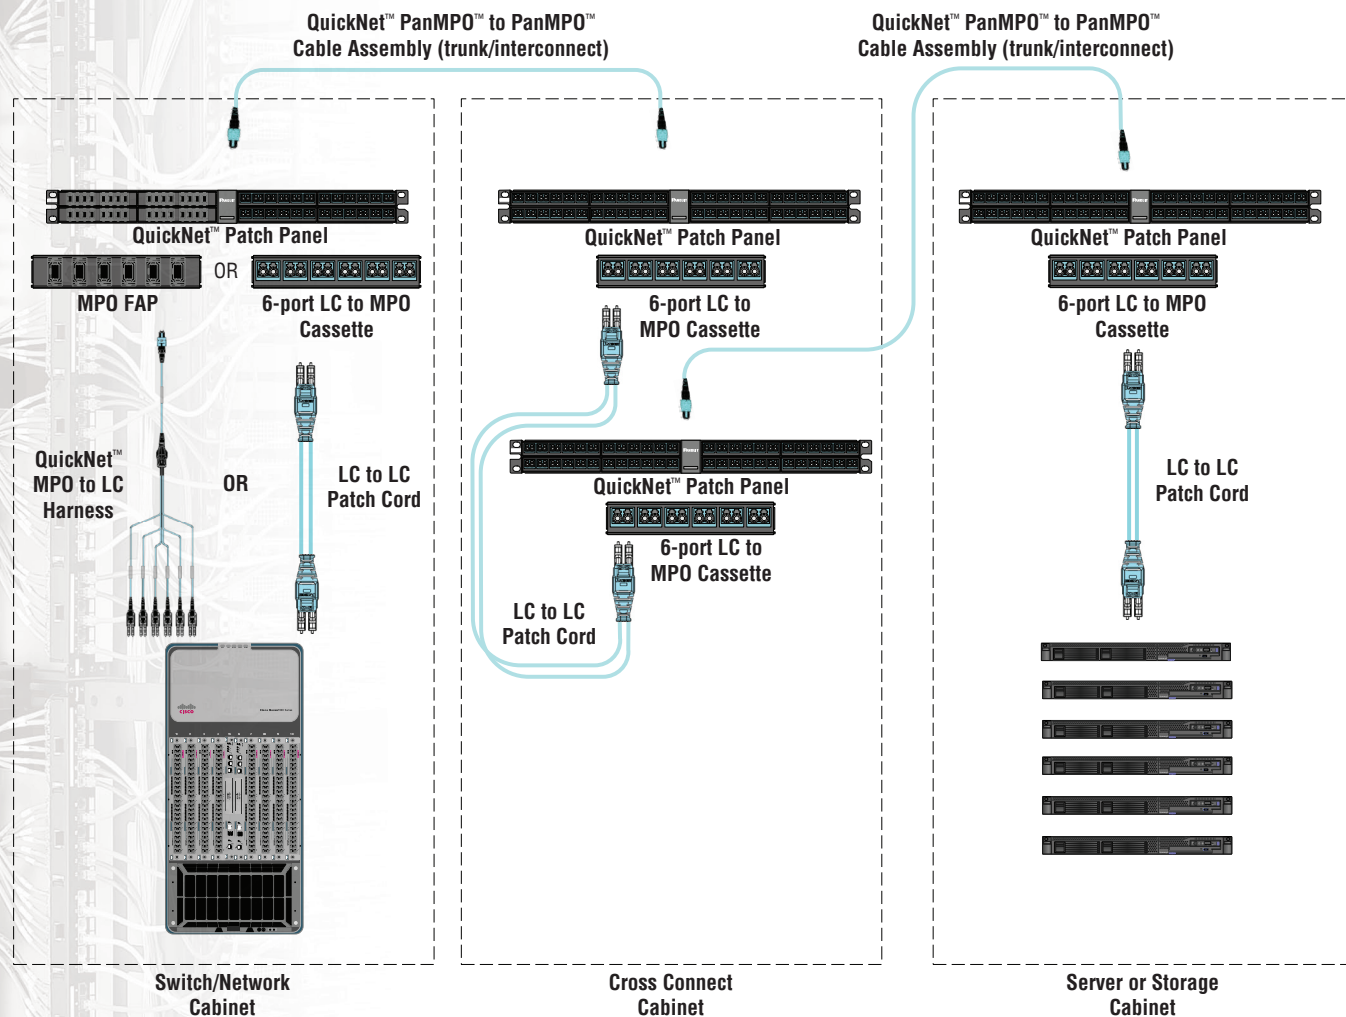 QuickNet™ PanMPO™ to PanMPO™
Cable Assembly (trunk/interconnect)
QuickNet™ PanMPO™ to PanMPO™
Cable Assembly (trunk/interconnect)
QuickNet™ Patch Panel
MPO FAP
OR
6-port LC to MPO
Cassette
QuickNet™
MPO to LC
Harness
OR
LC to LC
Patch Cord
CISCO
Switch/Network
Cabinet
QuickNet™ Patch Panel
6-port LC to
MPO Cassette
QuickNet™ Patch Panel
6-port LC to
MPO Cassette
LC to LC
Patch Cord
Cross Connect
Cabinet
QuickNet™ Patch Panel
6-port LC to MPO
Cassette
LC to LC
Patch Cord
Server or Storage
Cabinet